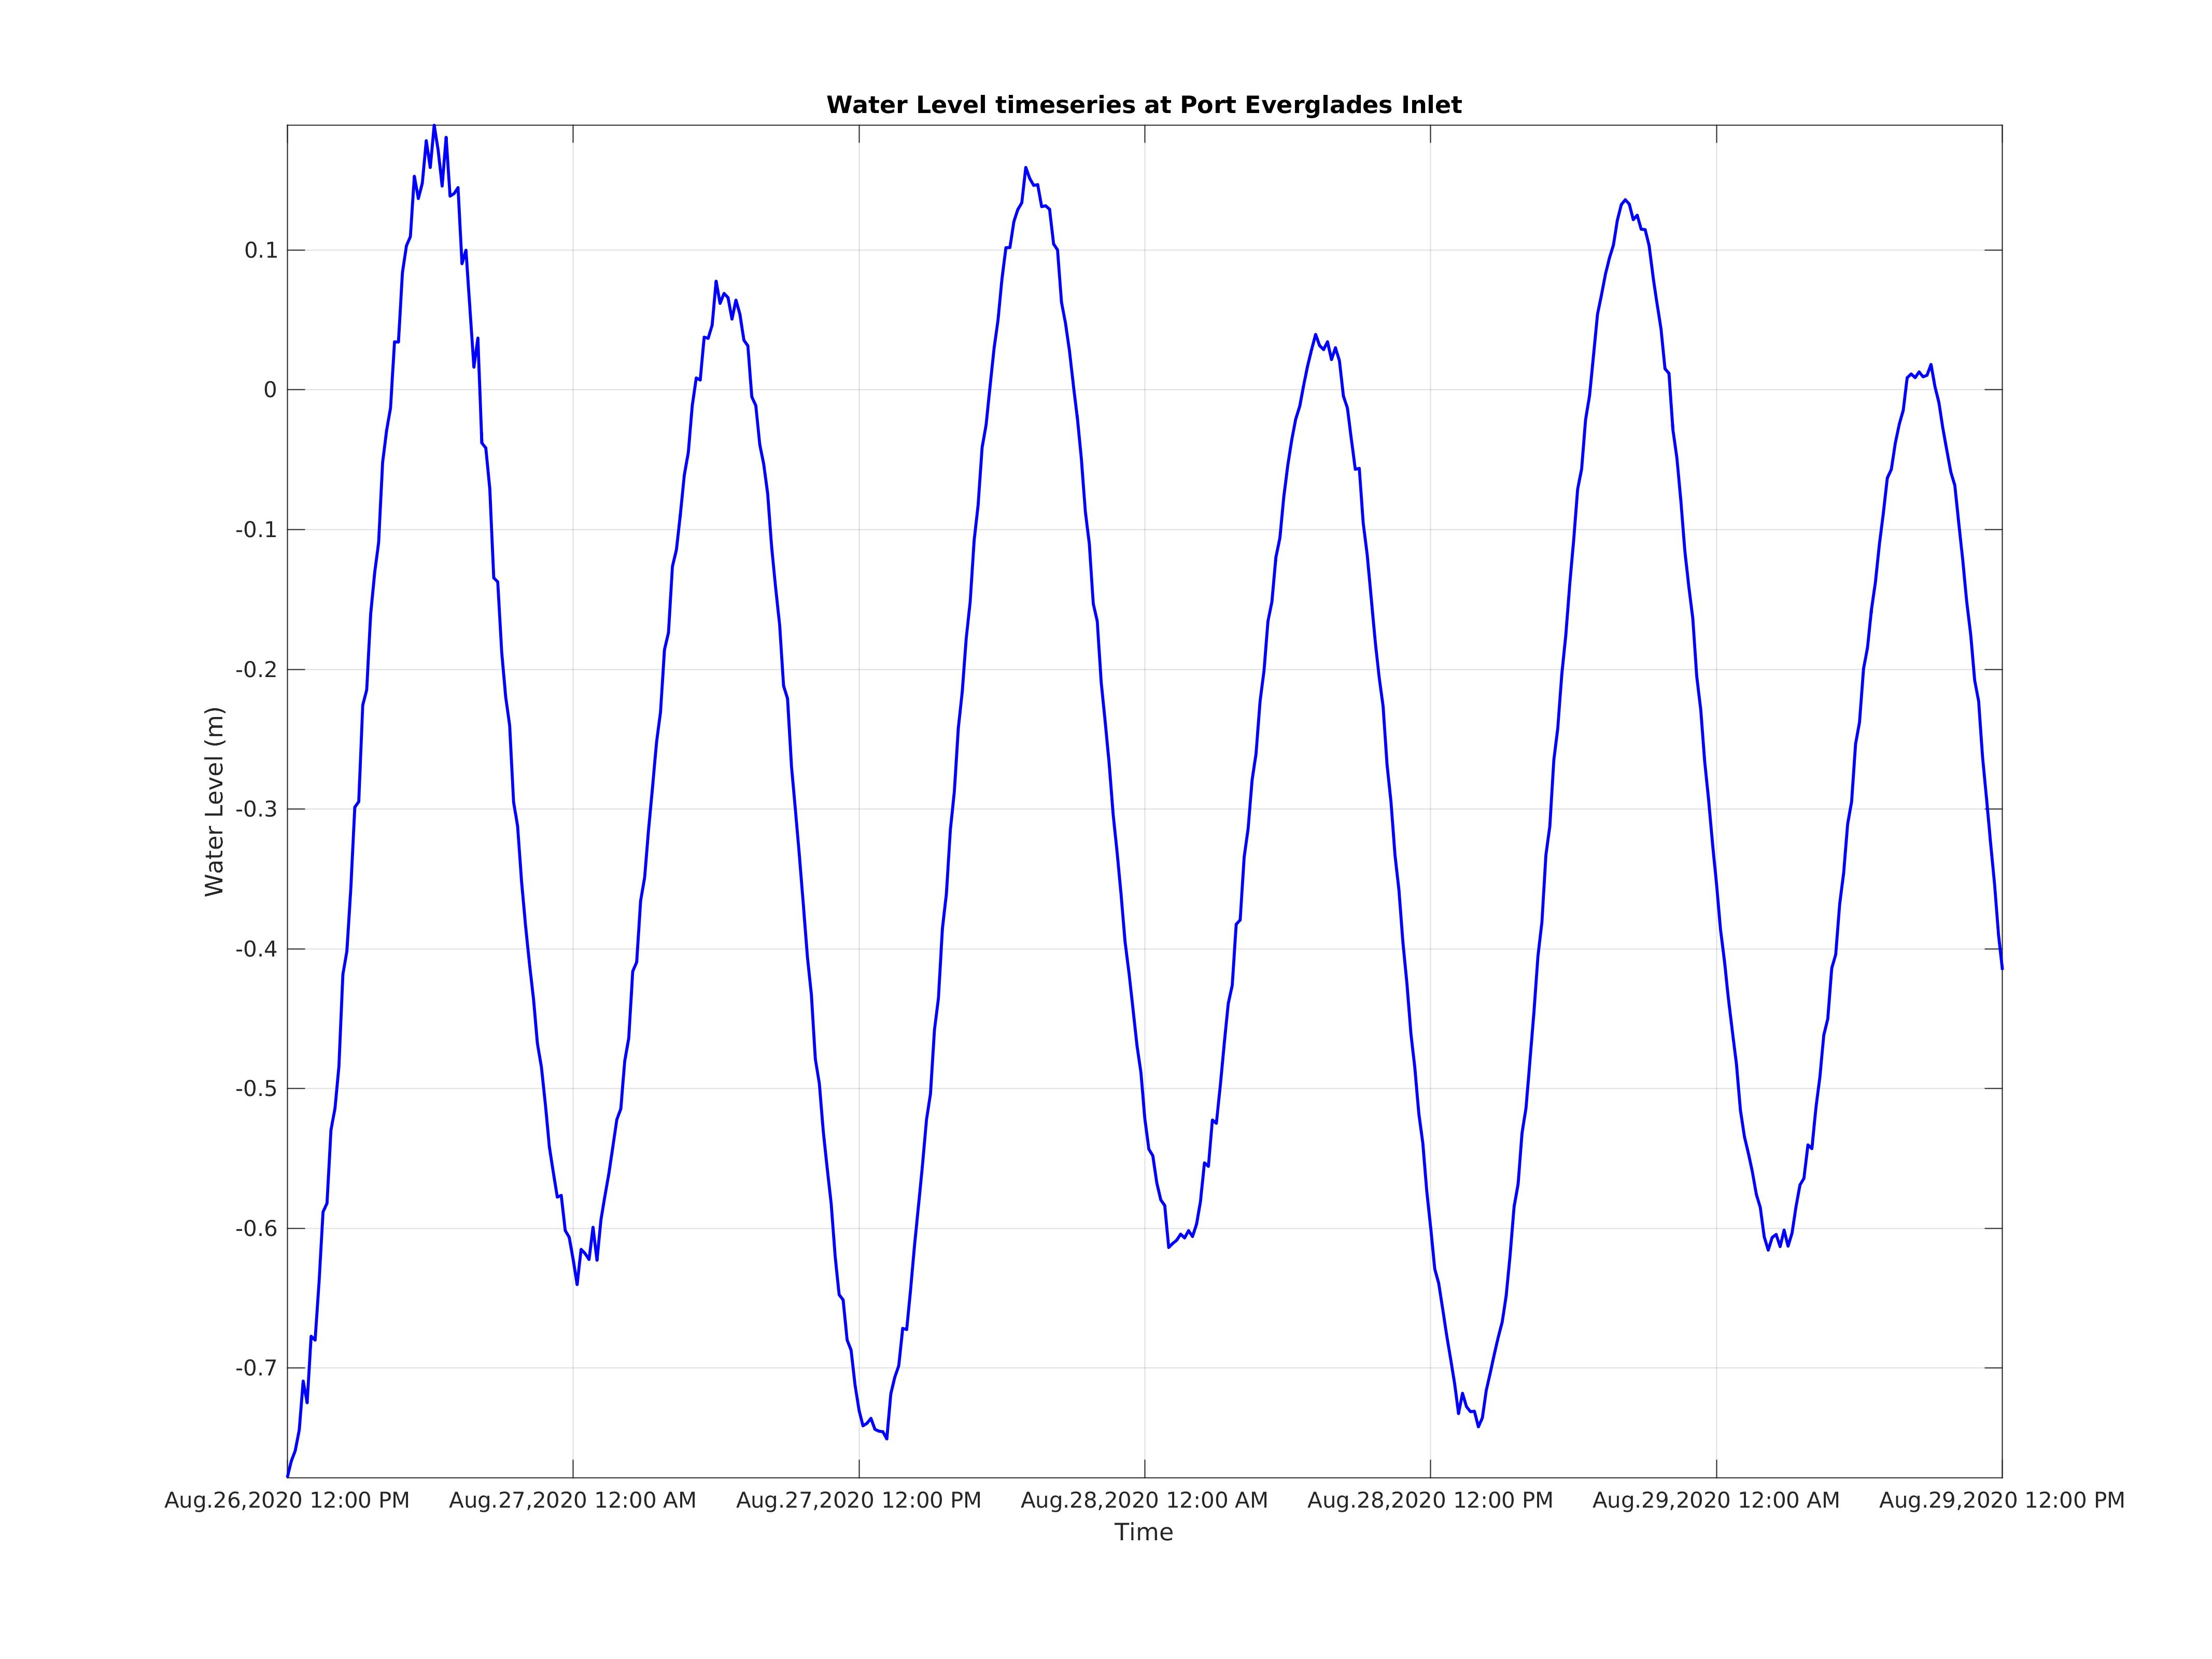 Water Level timeseries at Port Everglades Inlet
0.1
0
-0.1
-0.2
-0.3
-0.4
-0.5
-0.6
-0.7
Water Level (m)
Aug.26,2020 12:00 PM Aug.27,2020 12:00 AM Aug.27,2020 12:00 PM Aug.28,2020 12:00 AM Aug.28,2020 12:00 PM Aug.29,2020 12:00 AM Aug.29,2020 12:00 PM
Time